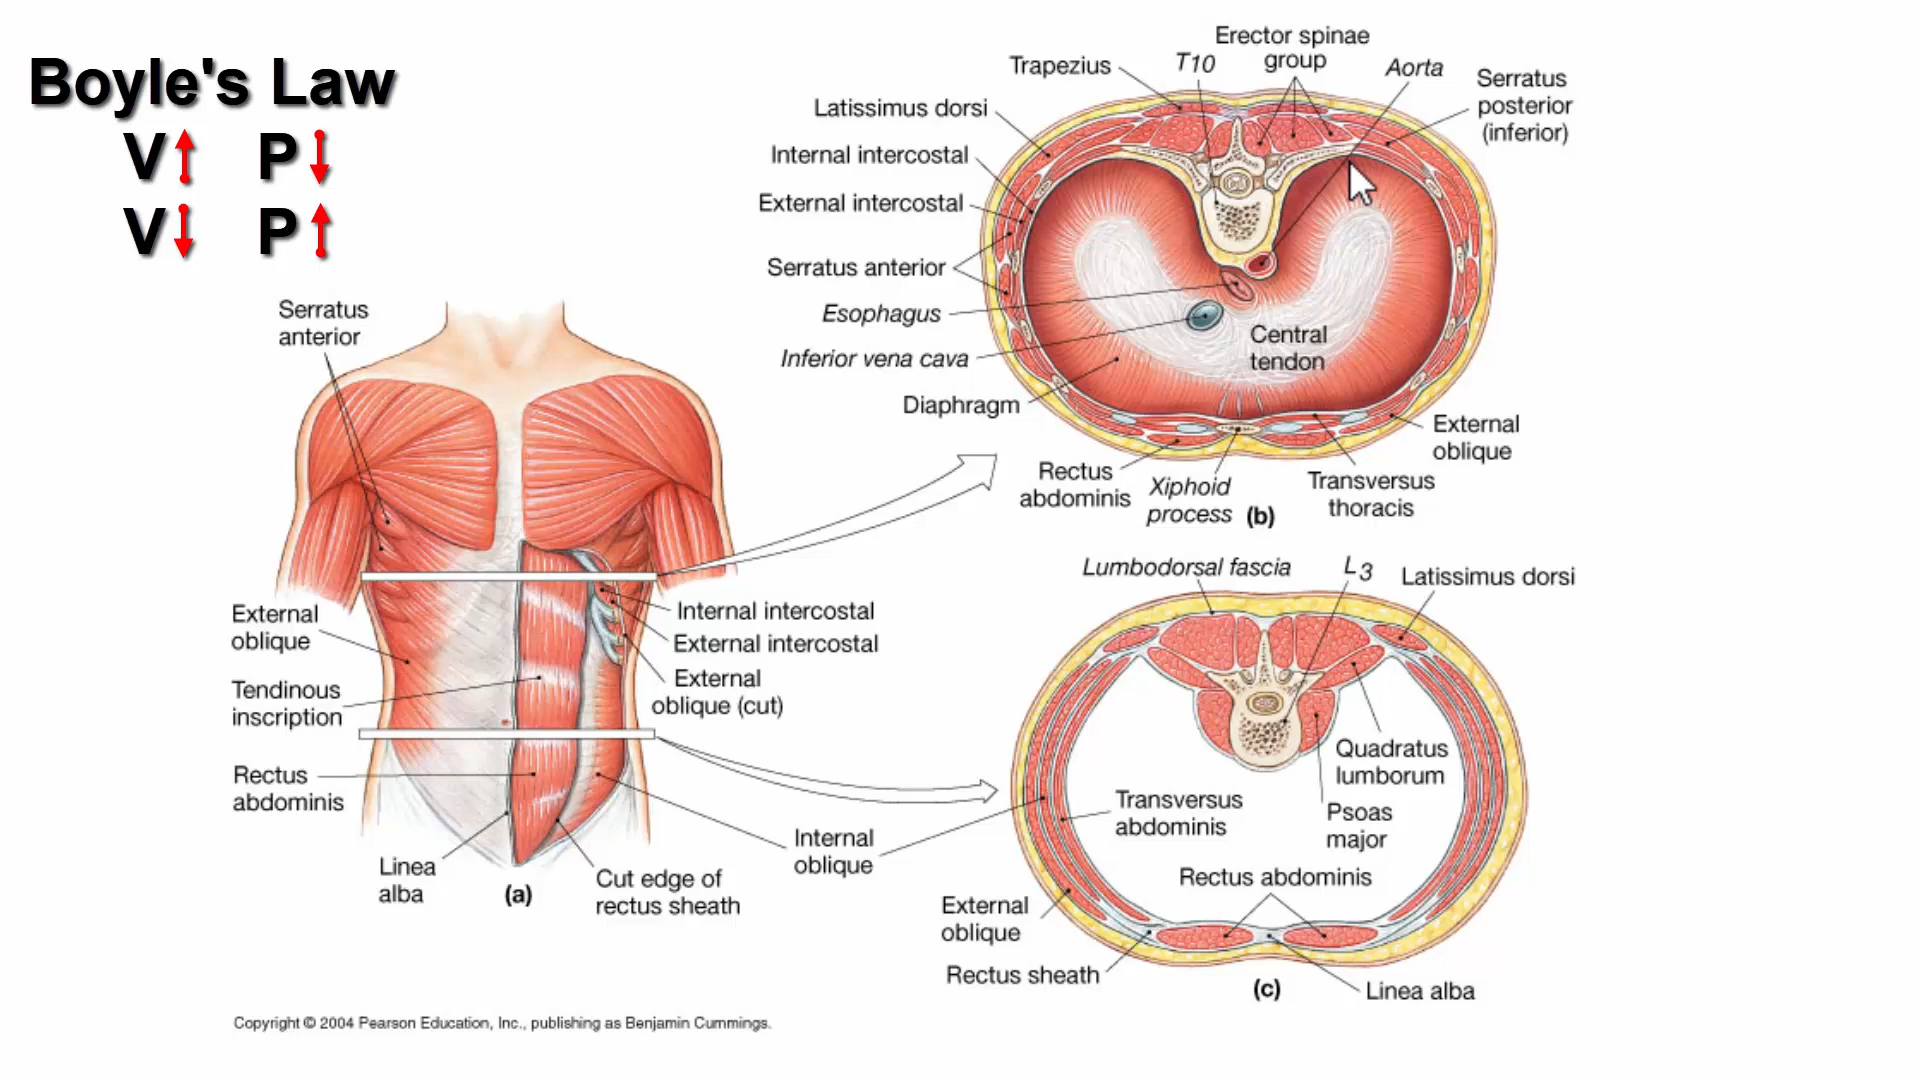 Boyle's Law
V P
V P
Serratus
anterior
External
oblique
Tendinous
inscription
Rectus
abdominis
Linea
alba
(a)
Cut edge of
rectus sheath
Internal intercostal
External intercostal
External
oblique (cut)
Internal
oblique
Trapezius
T10
Erector spinae
group
Aorta
Serratus
posterior
(inferior)
Latissimus dorsi
Internal intercostal
External intercostal
Serratus anterior
Esophagus
Inferior vena cava
Diaphragm
Central
tendon
Rectus
abdominis
Xiphoid
process
(b)
Transversus
thoracis
External
oblique
Lumbodorsal fascia
L3
Latissimus dorsi
Quadratus
lumborum
Psoas
major
Transversus
abdominis
Rectus abdominis
External
oblique
Rectus sheath
(c)
Linea alba
Copyright © 2004 Pearson Education, Inc., publishing as Benjamin Cummings.